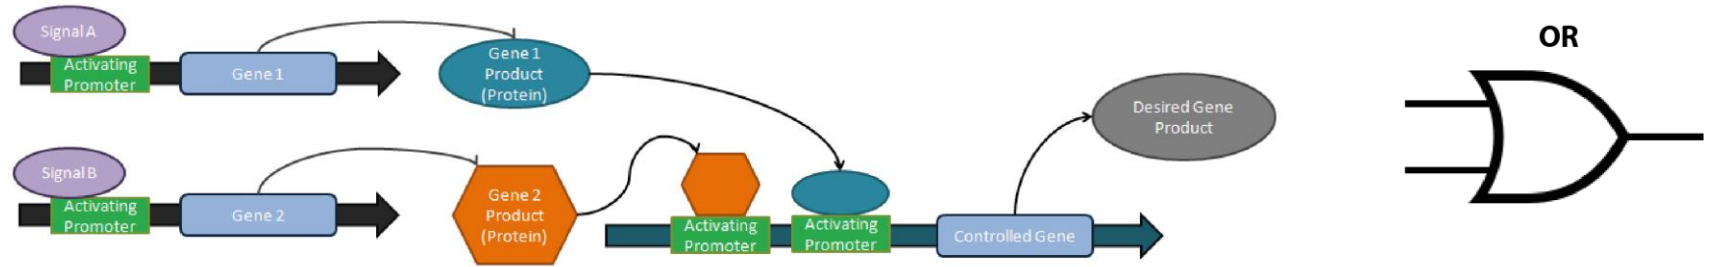 Signal A
Activating
Promoter
Gene 1
Gene 1
Product
(Protein)
Signal B
Activating
Promoter
Gene 2
Gene 2
Product
(Protein)
Activating
Promoter
Activating
Promoter
Controlled Gene
Desired Gene
Product
OR